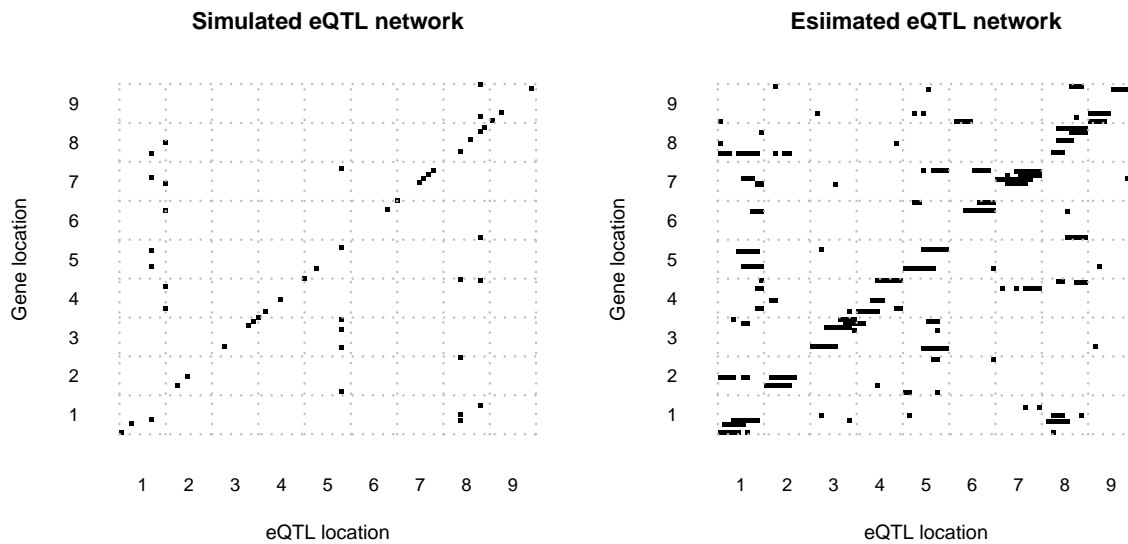 Simulated eQTL network
Esiimated eQTL network
Gene location
9
8
7
6
5
4
3
2
1
1 2 3 4 5 6 7 8 9
eQTL location
Gene location
9
8
7
6
5
4
3
2
1
1 2 3 4 5 6 7 8 9
eQTL location